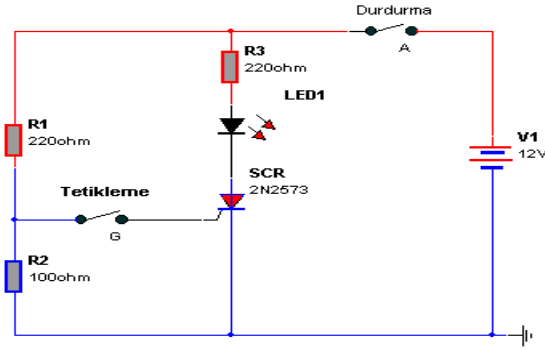 Durdurma
A
R3
220ohm
LED1
R1
220ohm
V1
12V
SCR
2N2573
Tetikleme
G
R2
100ohm